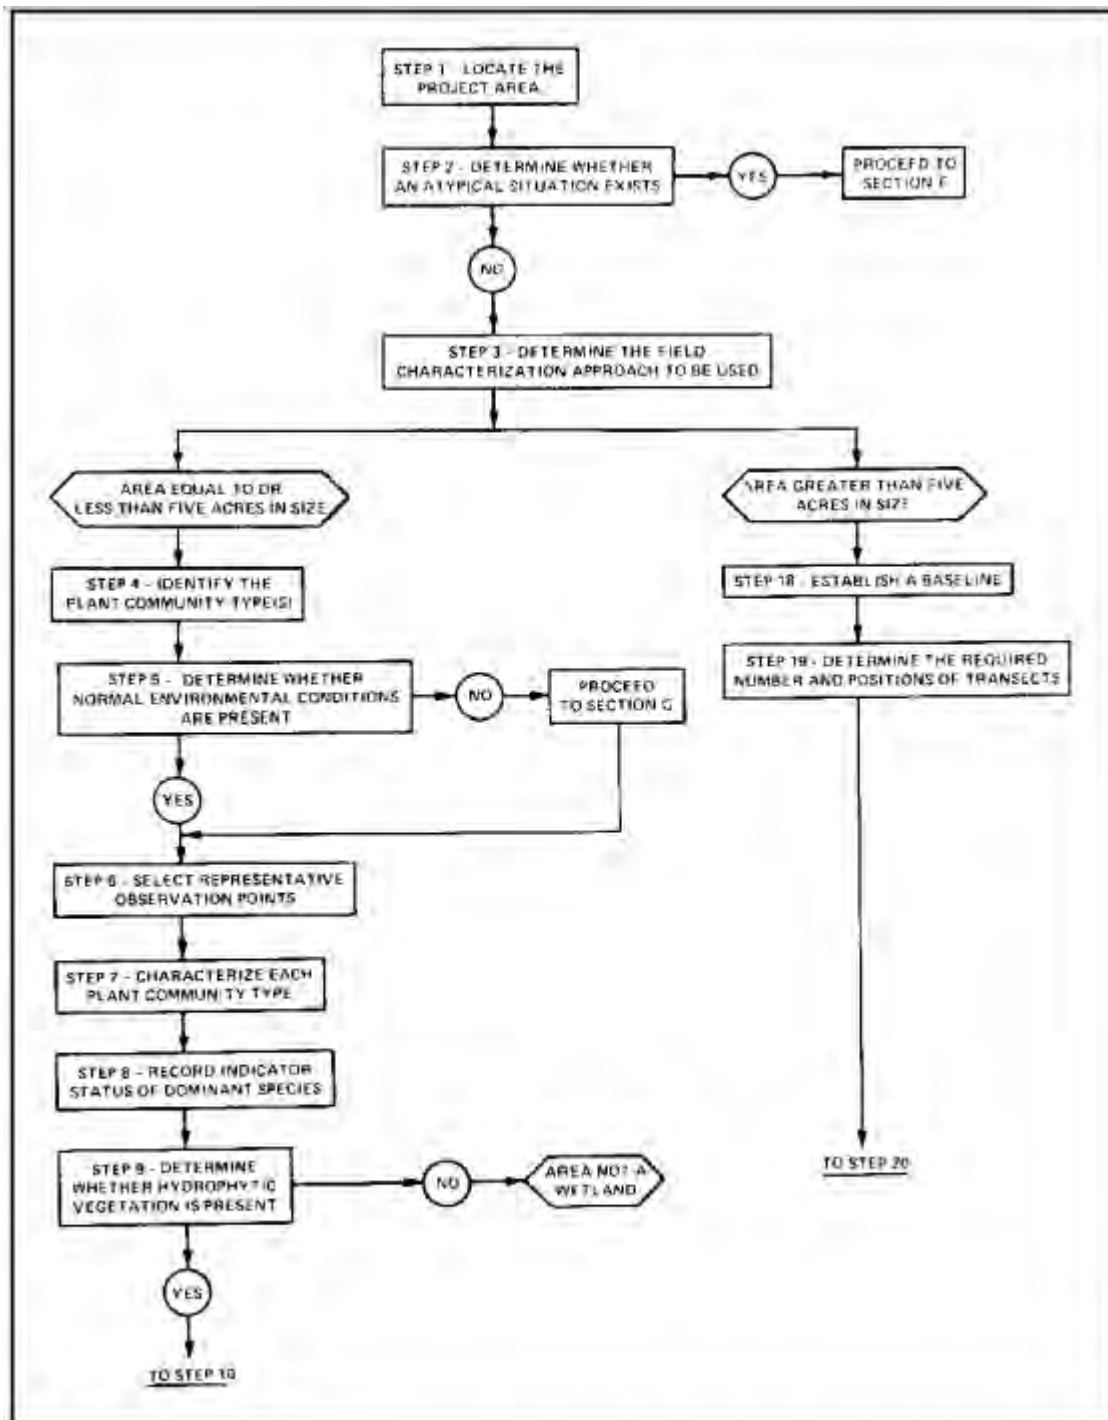 STEP 1 - LOCATE THE
PROJECT AREA
STEP 2 - DETERMINE WHETHER
AN ATYPICAL SITUATION EXISTS
YES
PROCEED TO
SECTION F
NO
STEP 3 - DETERMINE THE FIELD
CHARACTERIZATION APPROACH TO BE USED
AREA EQUAL TO OR
LESS THAN FIVE ACRES IN SIZE
AREA GREATER THAN FIVE
ACRES IN SIZE
STEP 4 - IDENTIFY THE
PLANT COMMUNITY TYPE(S)
STEP 18 - ESTABLISH A BASELINE
STEP 5 - DETERMINE WHETHER
NORMAL ENVIRONMENTAL CONDITIONS
ARE PRESENT
NO
PROCEED
TO SECTION G
STEP 19 - DETERMINE THE REQUIRED
NUMBER AND POSITIONS OF TRANSECTS
YES
STEP 6 - SELECT REPRESENTATIVE
OBSERVATION POINTS
STEP 7 - CHARACTERIZE EACH
PLANT COMMUNITY TYPE
STEP 8 - RECORD INDICATOR
STATUS OF DOMINANT SPECIES
STEP 9 - DETERMINE
WHETHER HYDROPHYTIC
VEGETATION IS PRESENT
NO
AREA NOT A
WETLAND
TO STEP 20
YES
TO STEP 10